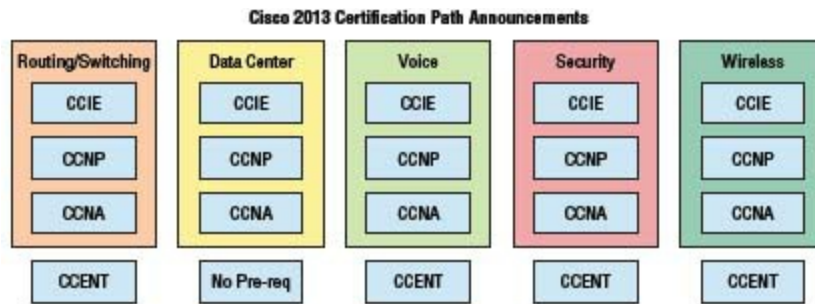 Cisco 2013 Certification Path Announcements
Routing/Switching
Data Center
Voice
Security
Wireless
CCIE
CCIE
CCIE
CCIE
CCIE
CCNP
CCNP
CCNP
CCNP
CCNP
CCNA
CCNA
CCNA
CCNA
CCNA
CCENT
No Pre-req
CCENT
CCENT
CCENT